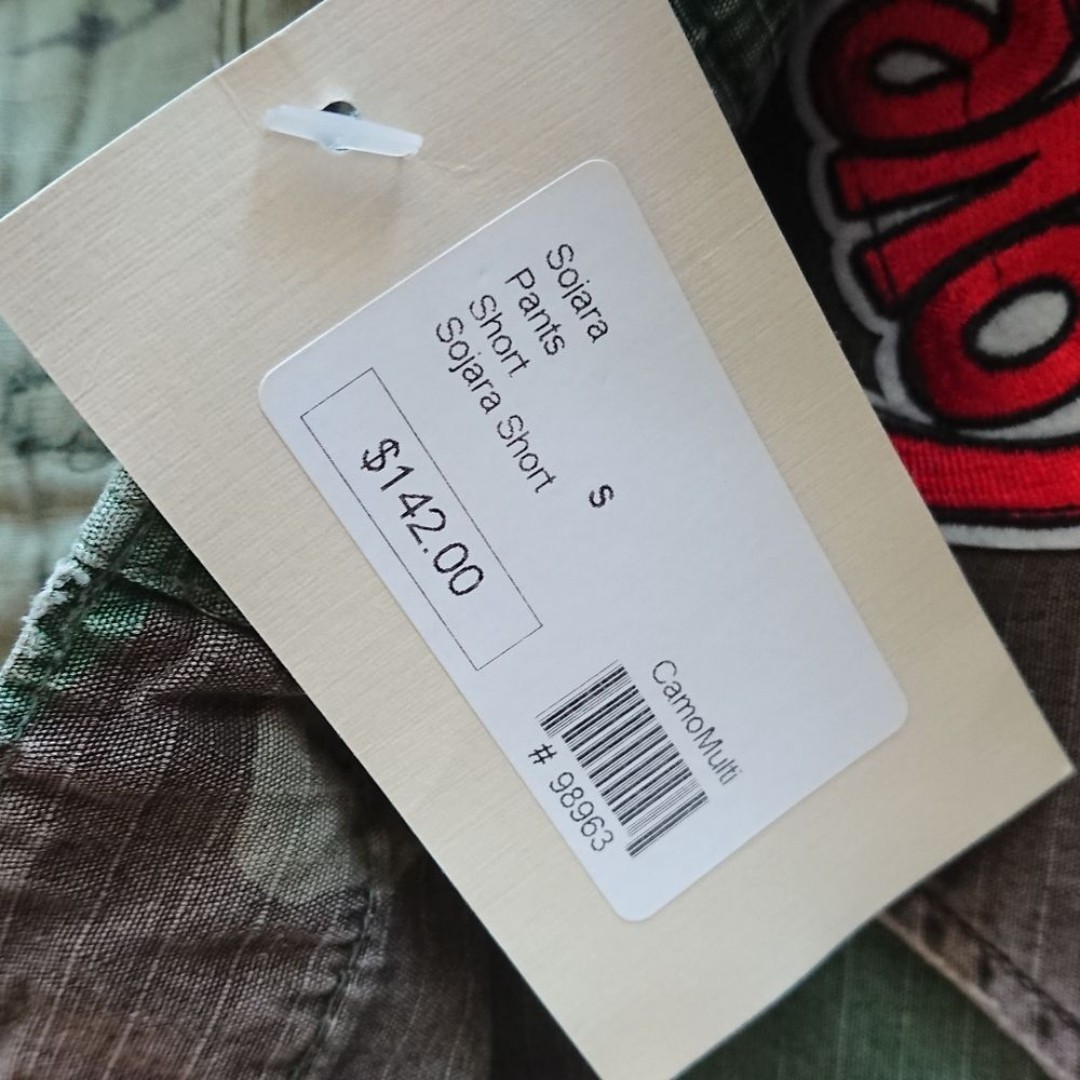 Sojara
Pants
Short
Sojara Short
S
$142.00
CamoMulti
# 98963